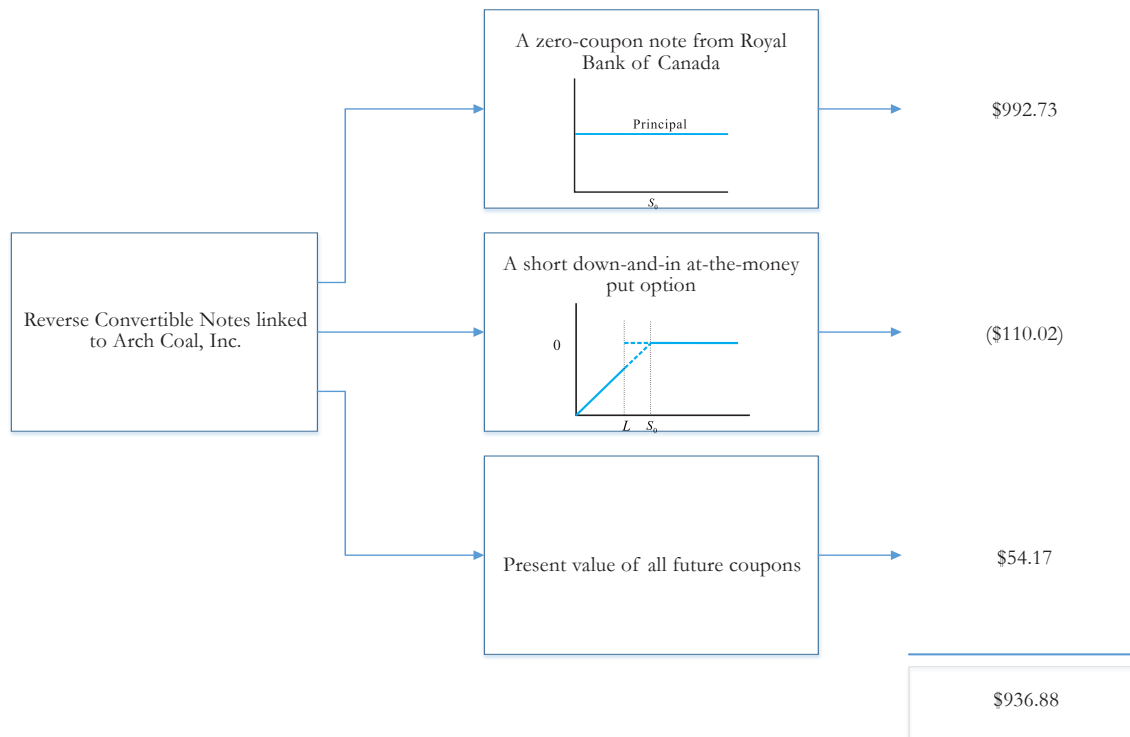 A zero-coupon note from Royal
Bank of Canada
Principal
S₀
$992.73
Reverse Convertible Notes linked
to Arch Coal, Inc.
A short down-and-in at-the-money
put option
0
L S₀
($110.02)
Present value of all future coupons
$54.17
$936.88